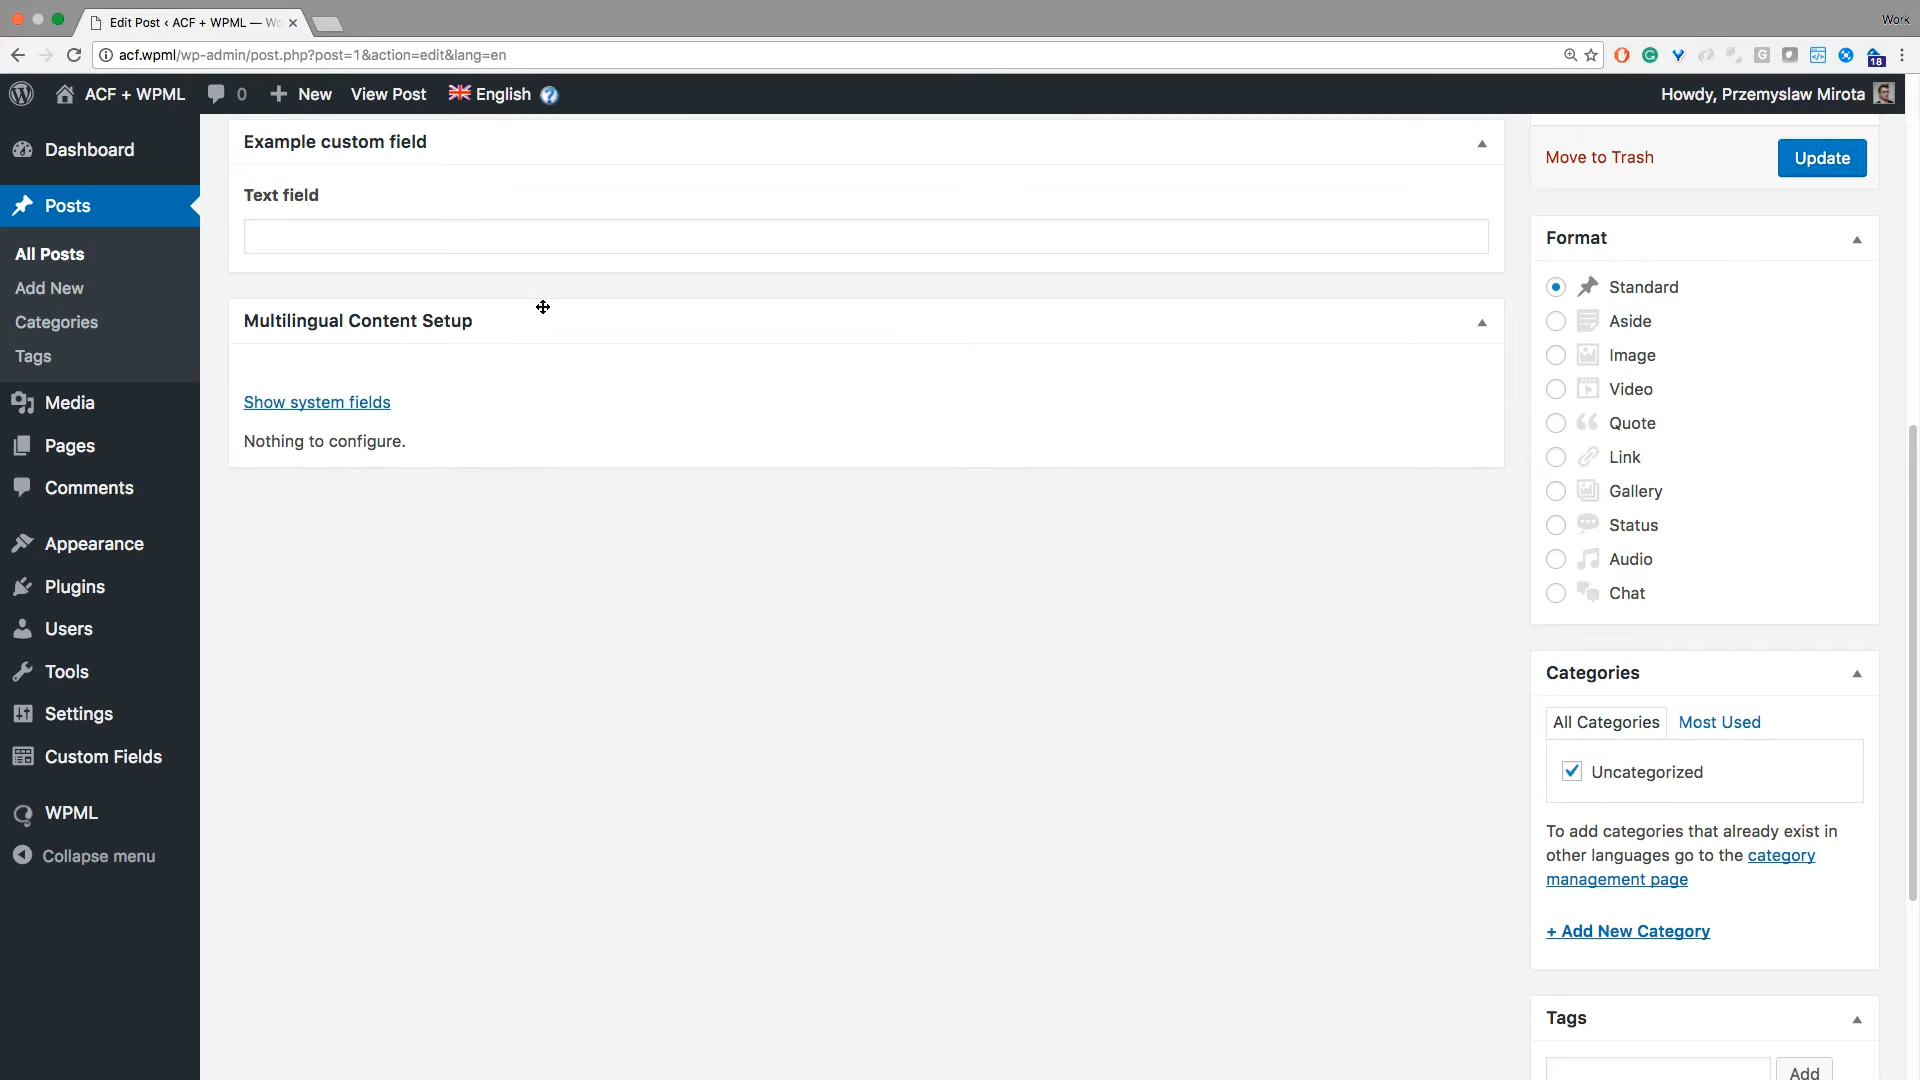 Edit Post ‹ ACF + WPML — Wo
Work
acf.wpml/wp-admin/post.php?post=1&action=edit&lang=en
18
ACF + WPML
0
New
View Post
English
Howdy, Przemyslaw Mirota
Dashboard
Posts
All Posts
Add New
Categories
Tags
Media
Pages
Comments
Appearance
Plugins
Users
Tools
Settings
Custom Fields
WPML
Collapse menu
Example custom field
Text field
Multilingual Content Setup
Show system fields
Nothing to configure.
Move to Trash
Update
Format
Standard
Aside
Image
Video
Quote
Link
Gallery
Status
Audio
Chat
Categories
All Categories
Most Used
Uncategorized
To add categories that already exist in
other languages go to the category
management page
+ Add New Category
Tags
Add